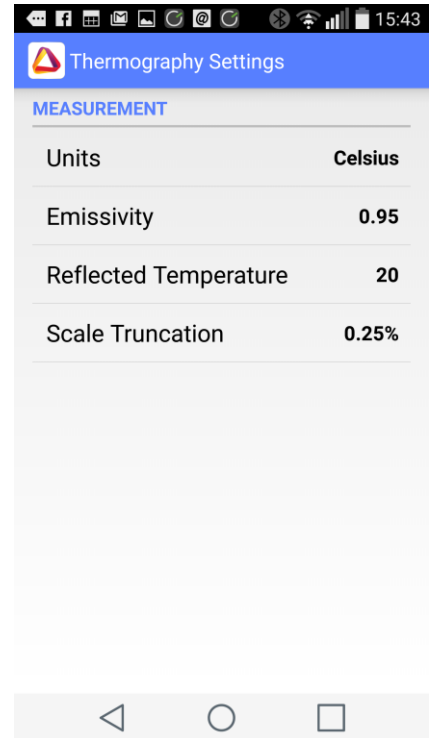 15:43
Thermography Settings
MEASUREMENT
Units Celsius
Emissivity 0.95
Reflected Temperature 20
Scale Truncation 0.25%